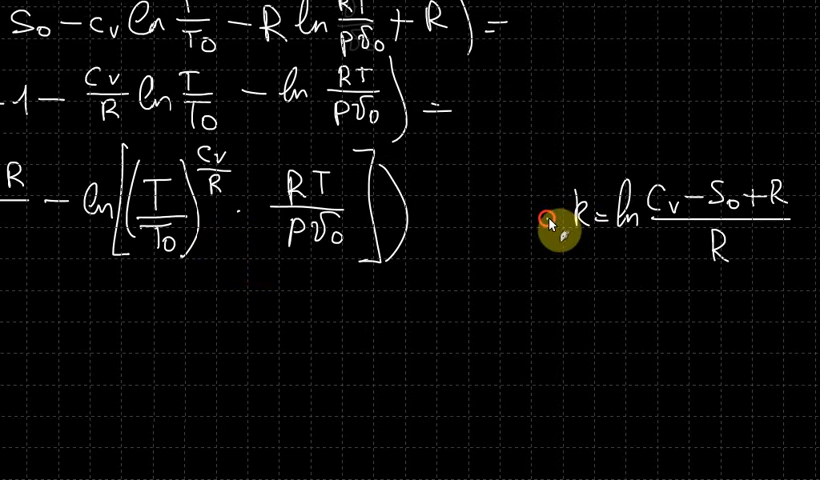 S₀ - cᵥ ln T/T₀ - R ln RT/pv₀ + R) =
-1 - cᵥ/R ln T/T₀ - ln RT/pv₀) =
R - ln[(T/T₀)^(cᵥ/R) · RT/pv₀])
k = ln (cᵥ - S₀ + R)/R